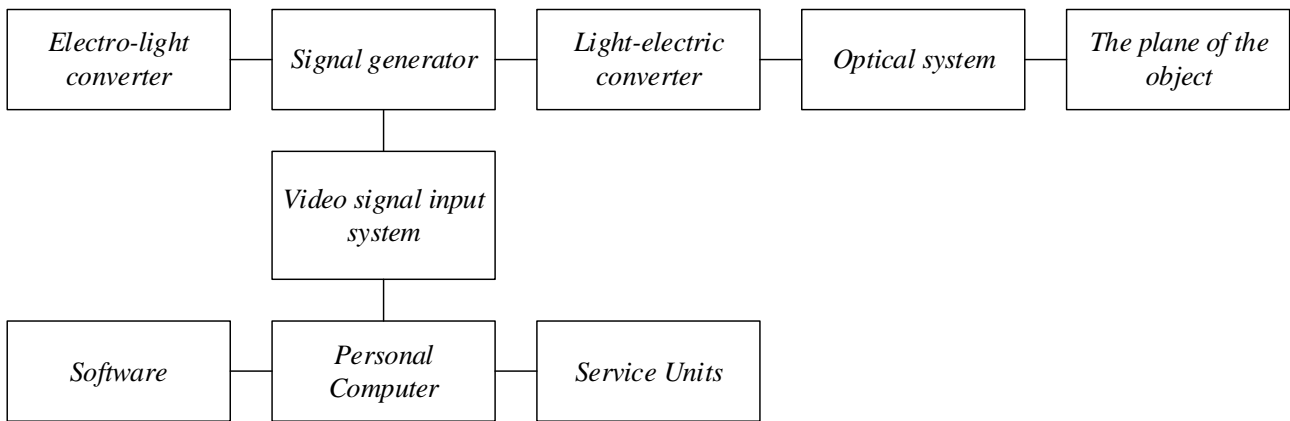 Electro-light
converter
Signal generator
Light-electric
converter
Optical system
The plane of the
object
Video signal input
system
Software
Personal
Computer
Service Units